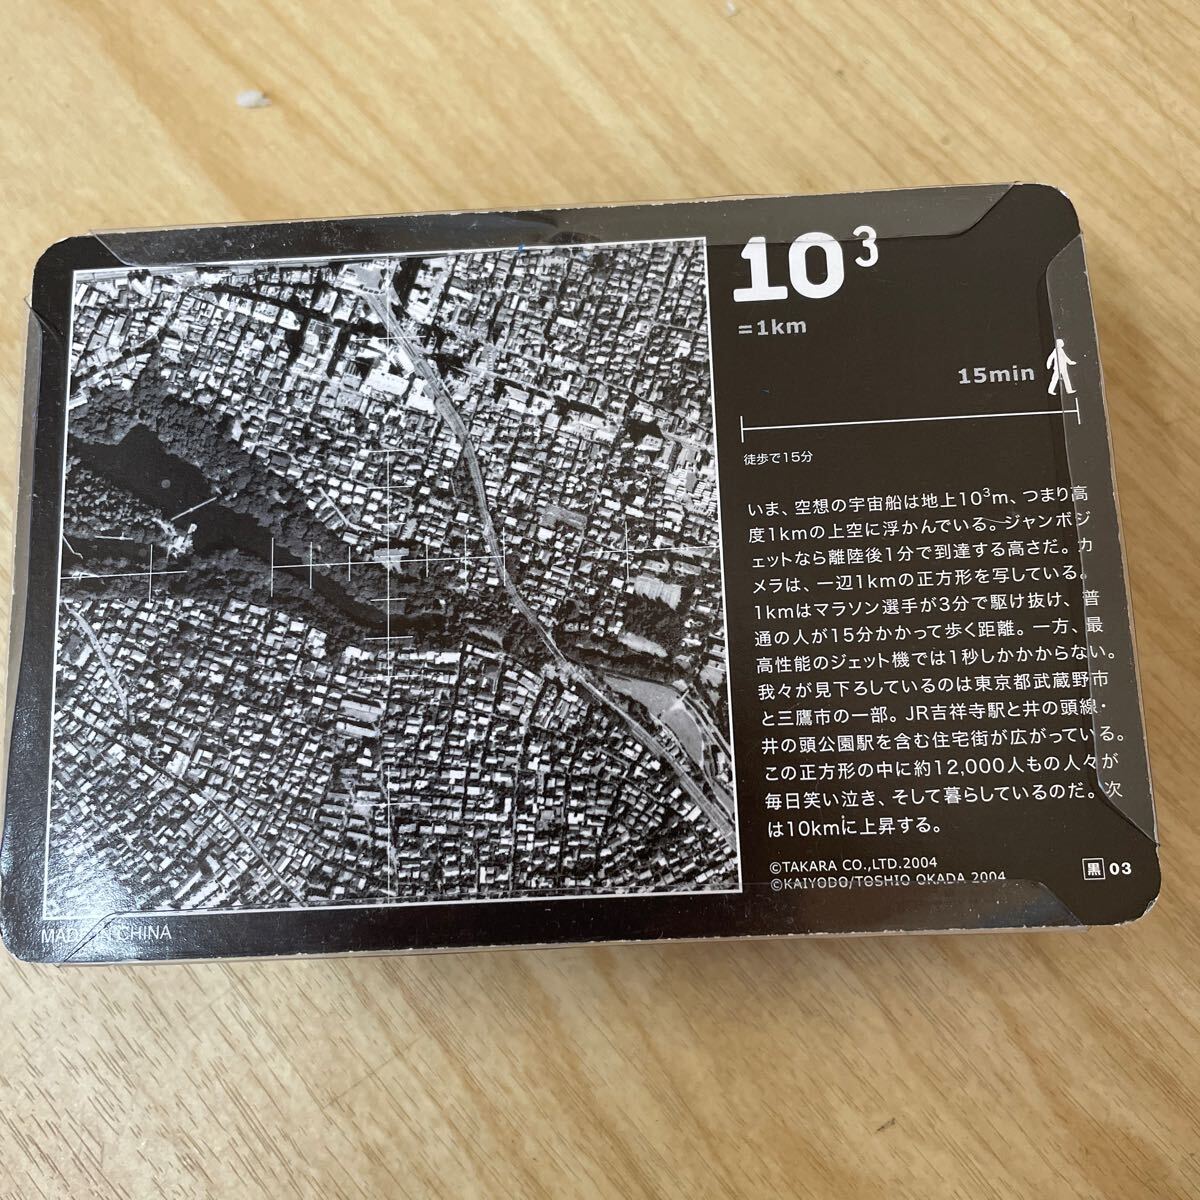 10³
=1km
15min
徒歩で15分
いま、空想の宇宙船は地上10³m、つまり高
度1kmの上空に浮かんでいる。ジャンボジ
ェットなら離陸後1分で到達する高さだ。カ
メラは、一辺1kmの正方形を写している。
1kmはマラソン選手が3分で駆け抜け、普
通の人が15分かかって歩く距離。一方、最
高性能のジェット機では1秒しかかからない。
我々が見下ろしているのは東京都武蔵野市
と三鷹市の一部。JR吉祥寺駅と井の頭線・
井の頭公園駅を含む住宅街が広がっている。
この正方形の中に約12,000人もの人々が
毎日笑い泣き、そして暮らしているのだ。次
は10kmに上昇する。
©TAKARA CO.,LTD.2004
©KAIYODO/TOSHIO OKADA 2004
黒 03
MADE IN CHINA